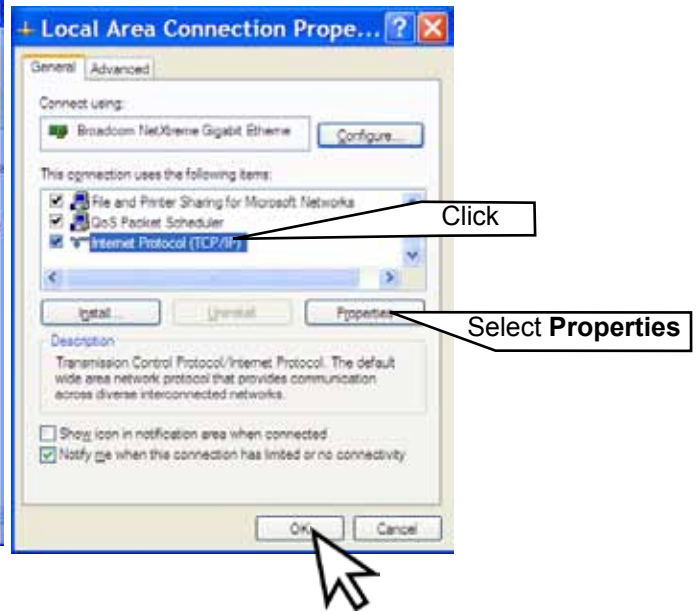 Local Area Connection Prope...
General Advanced
Connect using:
Broadcom NetXtreme Gigabit Etherne Configure...
This connection uses the following items:
File and Printer Sharing for Microsoft Networks
QoS Packet Scheduler
Internet Protocol (TCP/IP)
Click
Install... Uninstall Properties
Select Properties
Description
Transmission Control Protocol/Internet Protocol. The default
wide area network protocol that provides communication
across diverse interconnected networks.
Show icon in notification area when connected
Notify me when this connection has limited or no connectivity
OK Cancel